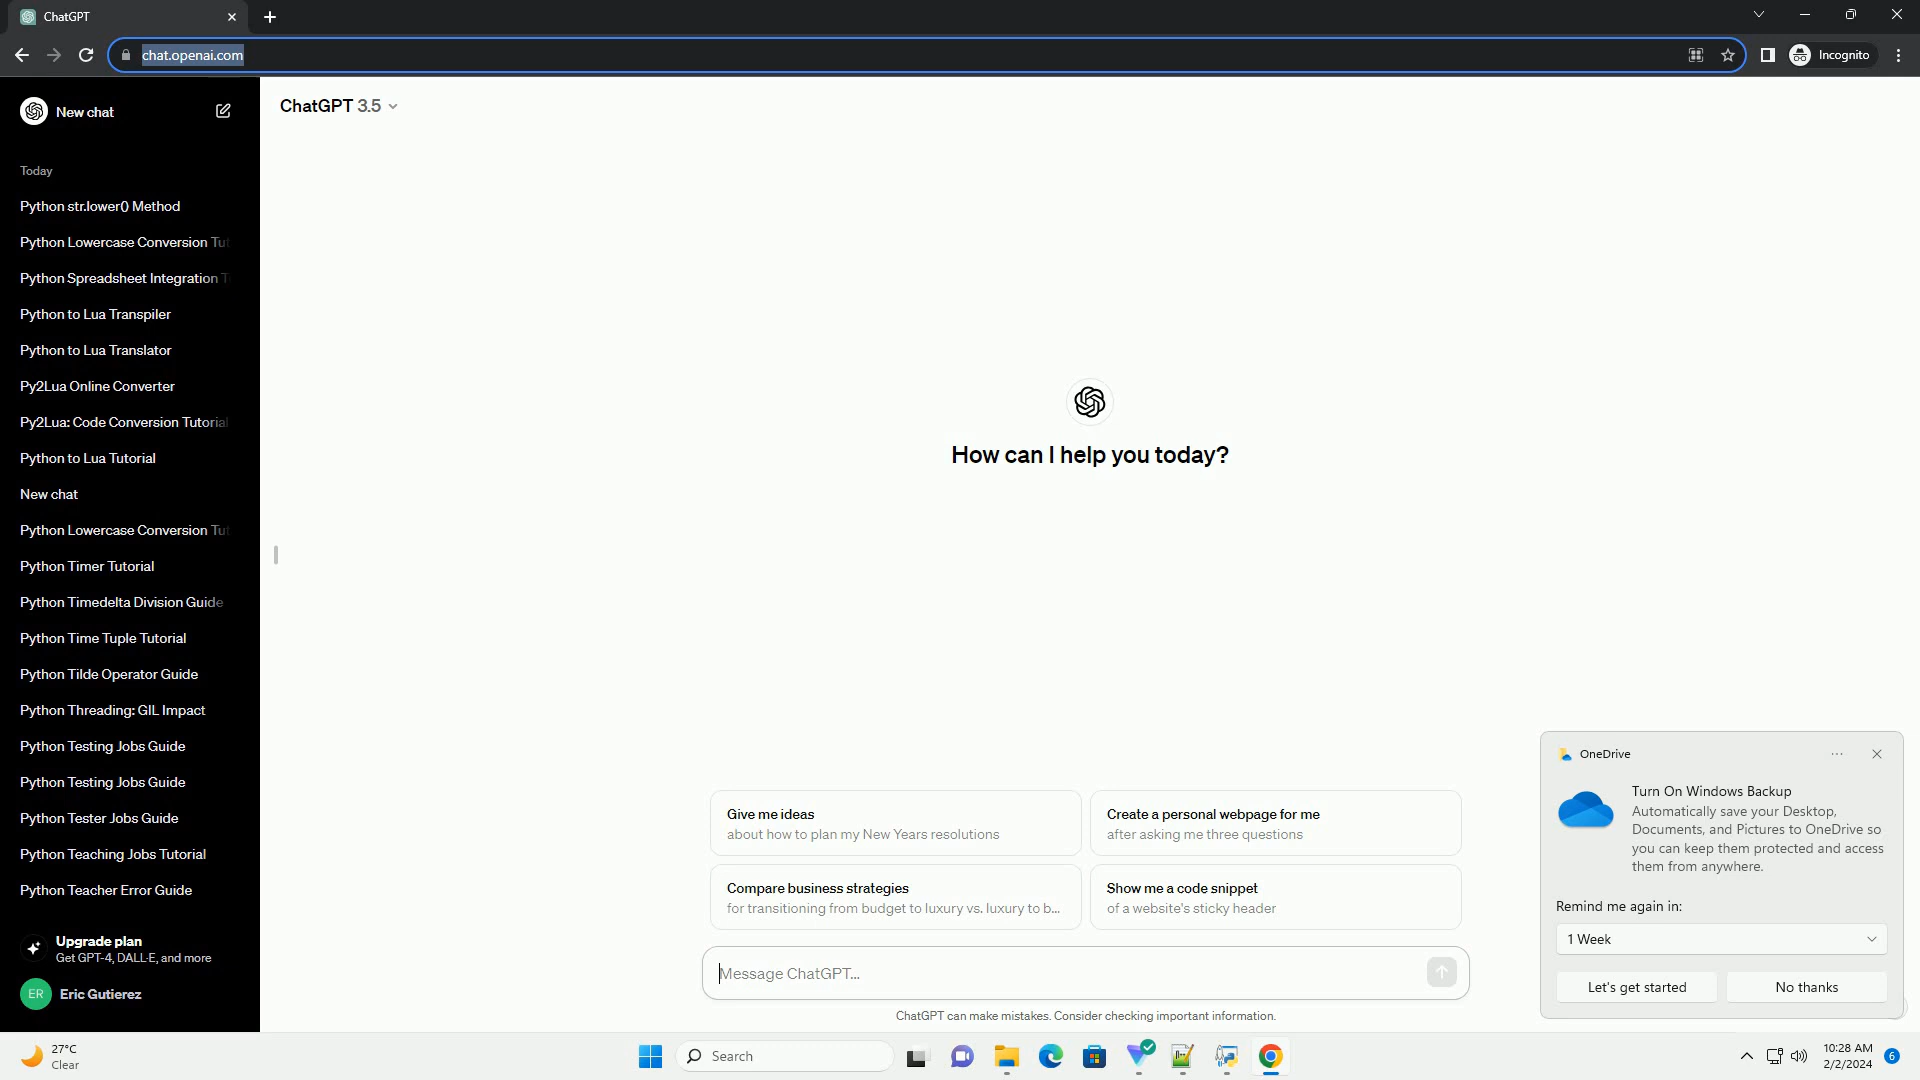 ChatGPT
chat.openai.com
Incognito
New chat
ChatGPT 3.5
Today
Python str.lower() Method
Python Lowercase Conversion Tut
Python Spreadsheet Integration T
Python to Lua Transpiler
Python to Lua Translator
Py2Lua Online Converter
Py2Lua: Code Conversion Tutorial
Python to Lua Tutorial
New chat
Python Lowercase Conversion Tut
Python Timer Tutorial
Python Timedelta Division Guide
Python Time Tuple Tutorial
Python Tilde Operator Guide
Python Threading: GIL Impact
Python Testing Jobs Guide
Python Testing Jobs Guide
Python Tester Jobs Guide
Python Teaching Jobs Tutorial
Python Teacher Error Guide
Upgrade plan
Get GPT-4, DALL·E, and more
ER
Eric Gutierez
How can I help you today?
Give me ideas
about how to plan my New Years resolutions
Create a personal webpage for me
after asking me three questions
Compare business strategies
for transitioning from budget to luxury vs. luxury to b...
Show me a code snippet
of a website's sticky header
Message ChatGPT...
ChatGPT can make mistakes. Consider checking important information.
OneDrive
Turn On Windows Backup
Automatically save your Desktop,
Documents, and Pictures to OneDrive so
you can keep them protected and access
them from anywhere.
Remind me again in:
1 Week
Let's get started
No thanks
27°C
Clear
Search
10:28 AM
2/2/2024
6